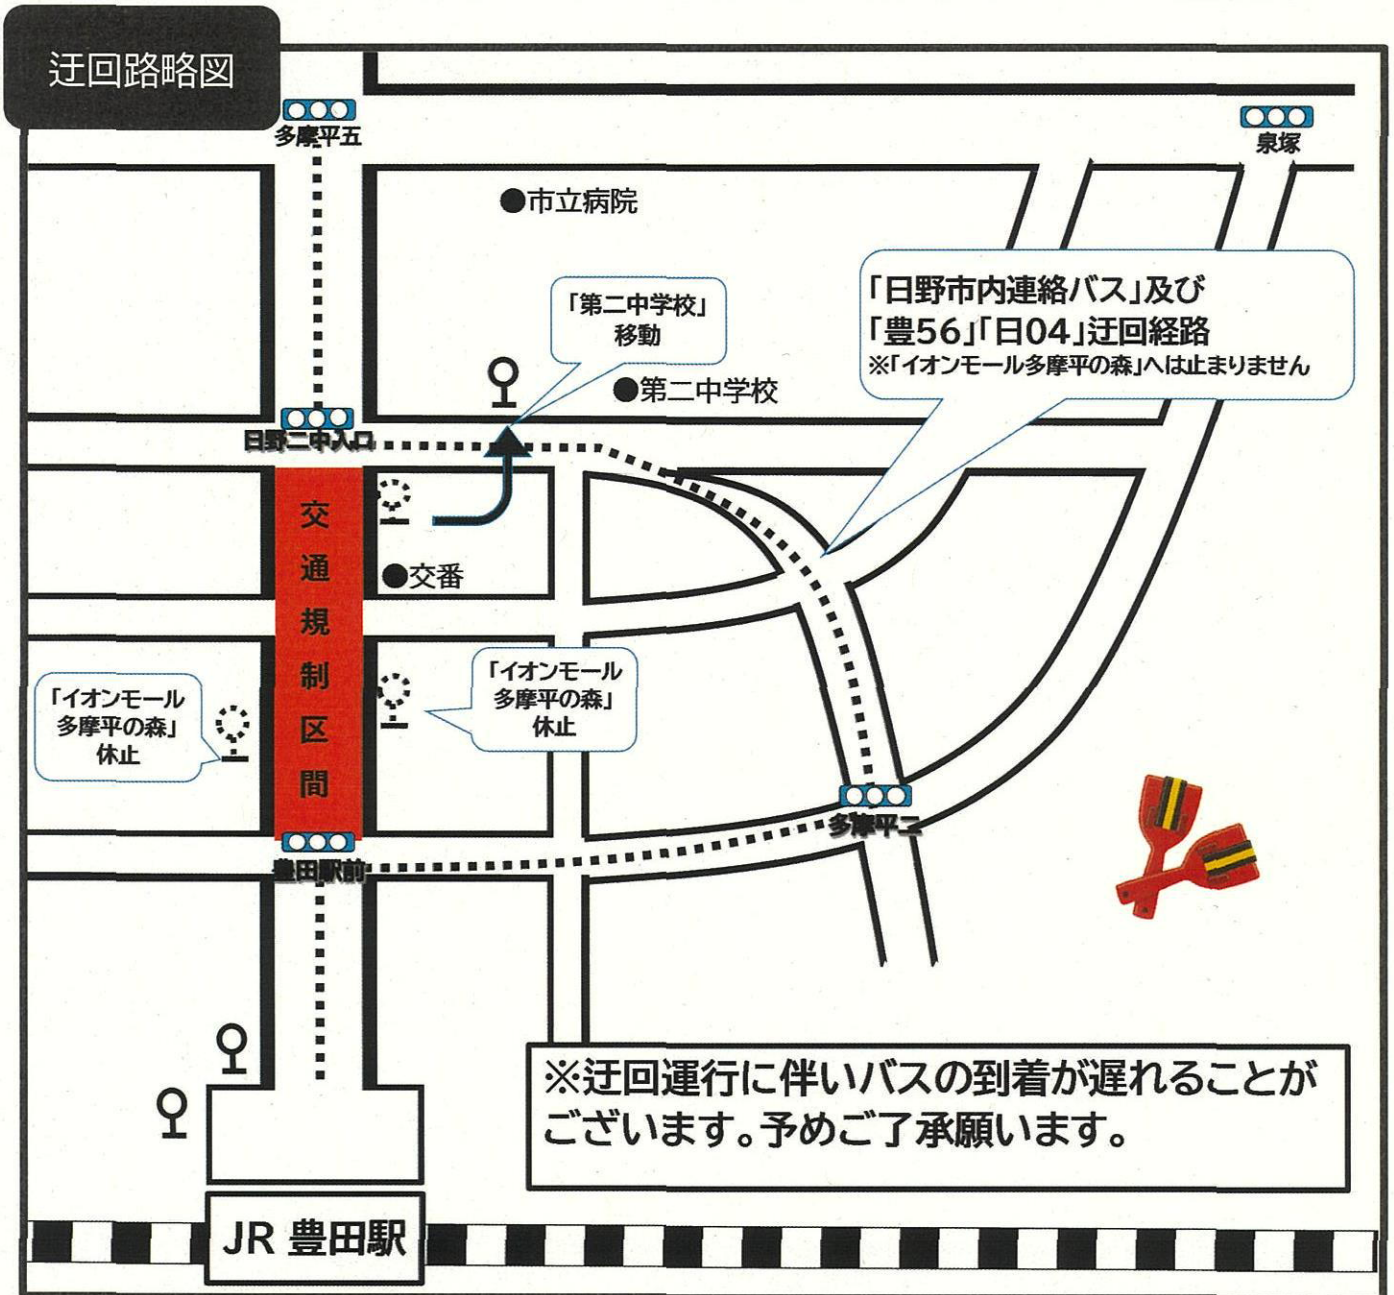 迂回路略図
多摩平五
泉塚
●市立病院
「日野市内連絡バス」及び
「豊56」「日04」迂回経路
※「イオンモール多摩平の森」へは止まりません
「第二中学校」
移動
●第二中学校
日野二中入口
交通規制区間
●交番
「イオンモール
多摩平の森」
休止
「イオンモール
多摩平の森」
休止
多摩平二
豊田駅前
※迂回運行に伴いバスの到着が遅れることが
ございます。予めご了承願います。
JR 豊田駅